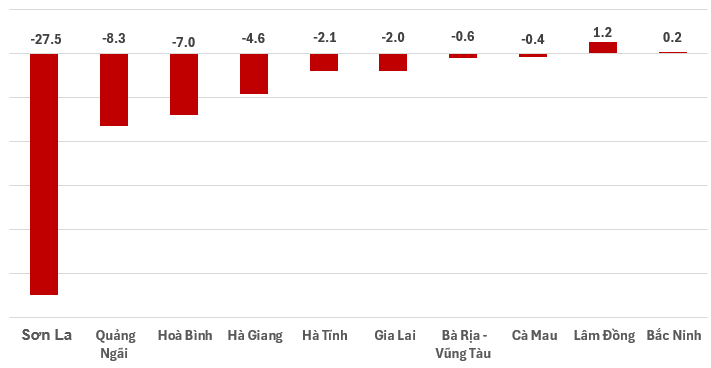 -27.5 -8.3 -7.0 -4.6 -2.1 -2.0 -0.6 -0.4 1.2 0.2
Sơn La Quảng Hoà Bình Hà Giang Hà Tĩnh Gia Lai Bà Rịa - Cà Mau Lâm Đồng Bắc Ninh
Ngãi Vũng Tàu